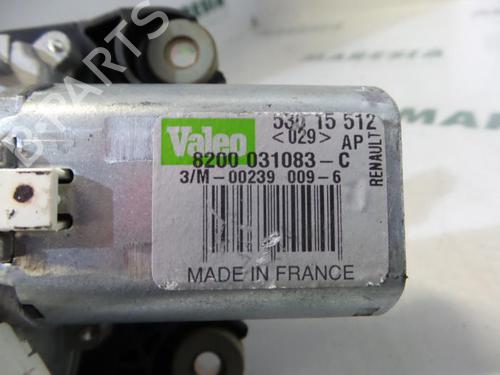 Valeo
530 15 512
<029> AP
RENAULT
8200 031083-C
3/M-00239 009-6
MADE IN FRANCE